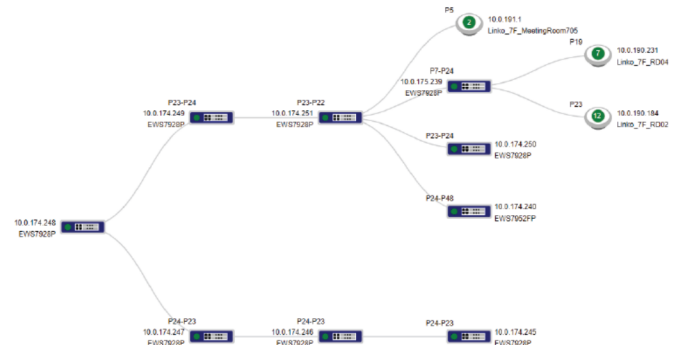 P5
2
10.0.191.1
Linko_7F_MeetingRoom705
P19
7
10.0.190.231
Linko_7F_RD04
P7-P24
10.0.175.239
EWS7928P
P23-P24
10.0.174.249
EWS7928P
P23-P22
10.0.174.251
EWS7928P
P23
12
10.0.190.184
Linko_7F_RD02
P23-P24
10.0.174.250
EWS7928P
P24-P48
10.0.174.240
EWS7952FP
10.0.174.248
EWS7928P
P24-P23
10.0.174.247
EWS7928P
P24-P23
10.0.174.246
EWS7928P
P24-P23
10.0.174.245
EWS7928P